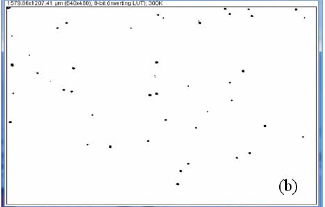 1573.86x1207.41 µm (640x480); 8-bit (inverting LUT); 300K
(b)